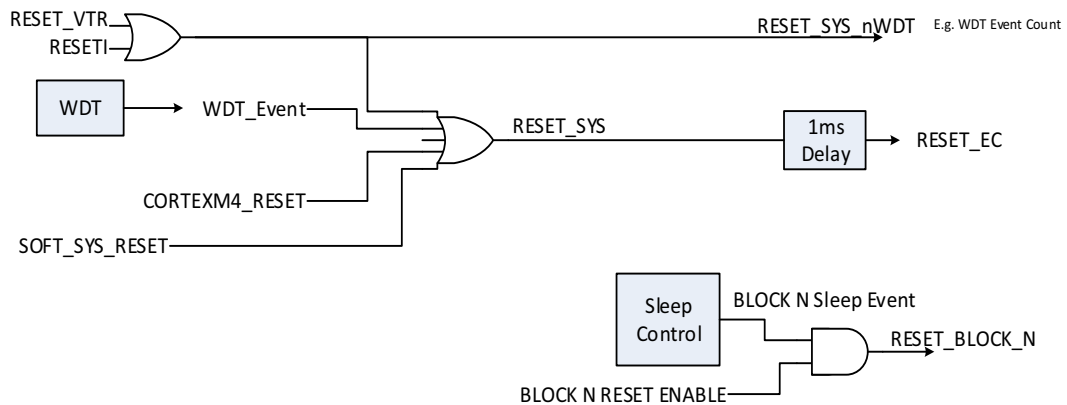 RESET_VTR
RESETI
RESET_SYS_nWDT
E.g. WDT Event Count
WDT
WDT_Event
RESET_SYS
1ms
Delay
RESET_EC
CORTEXM4_RESET
SOFT_SYS_RESET
Sleep
Control
BLOCK N Sleep Event
RESET_BLOCK_N
BLOCK N RESET ENABLE